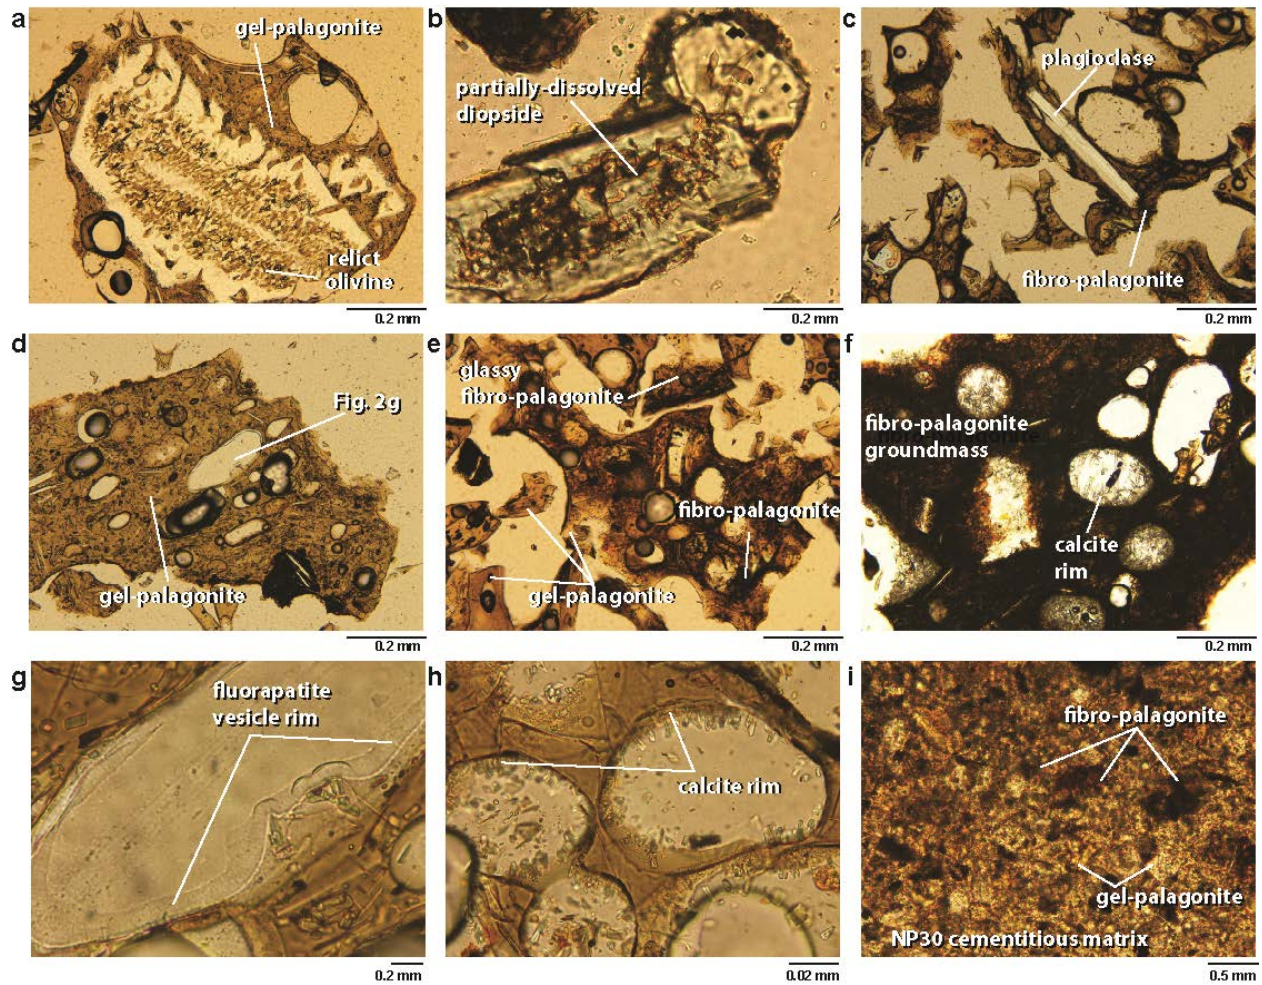 a
gel-palagonite
relict
olivine
0.2 mm
b
partially-dissolved
diopside
0.2 mm
c
plagioclase
fibro-palagonite
0.2 mm
d
Fig. 2g
gel-palagonite
0.2 mm
e
glassy
fibro-palagonite
fibro-palagonite
gel-palagonite
0.2 mm
f
fibro-palagonite
groundmass
calcite
rim
0.2 mm
g
fluorapatite
vesicle rim
0.2 mm
h
calcite rim
0.02 mm
i
fibro-palagonite
gel-palagonite
NP30 cementitious matrix
0.5 mm